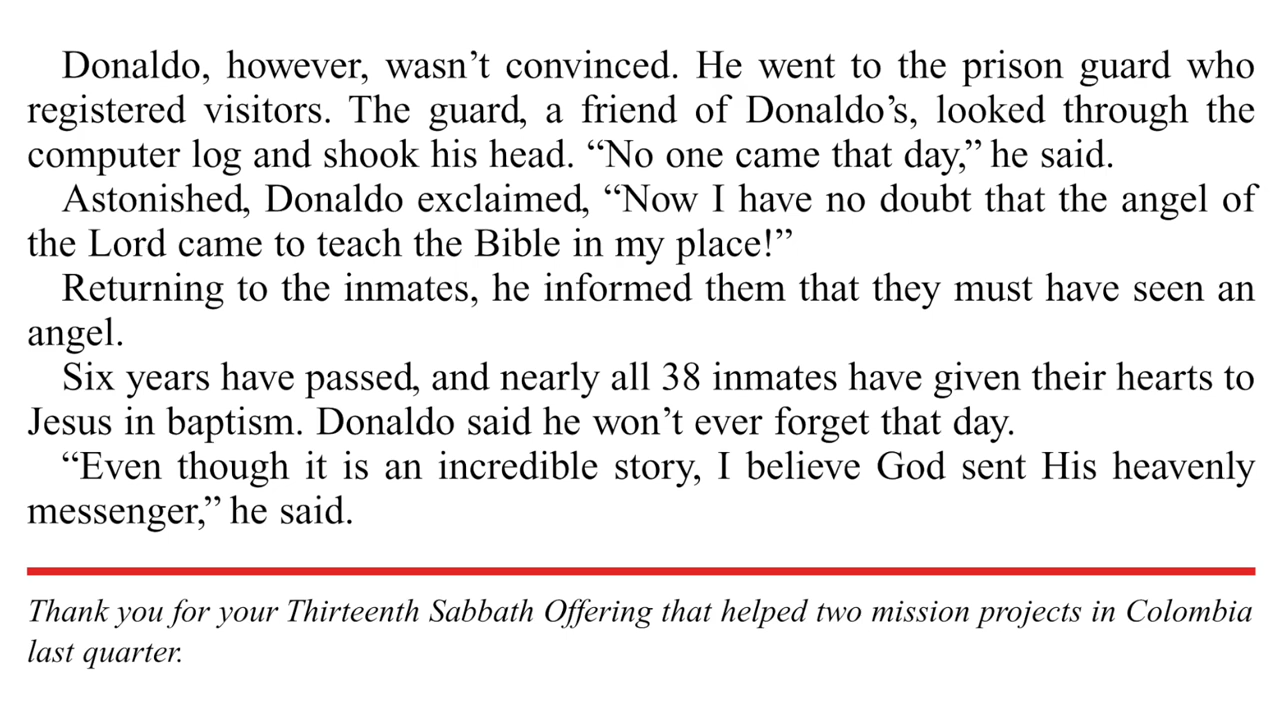 Donaldo, however, wasn’t convinced. He went to the prison guard who
registered visitors. The guard, a friend of Donaldo’s, looked through the
computer log and shook his head. “No one came that day,” he said.
Astonished, Donaldo exclaimed, “Now I have no doubt that the angel of
the Lord came to teach the Bible in my place!”
Returning to the inmates, he informed them that they must have seen an
angel.
Six years have passed, and nearly all 38 inmates have given their hearts to
Jesus in baptism. Donaldo said he won’t ever forget that day.
“Even though it is an incredible story, I believe God sent His heavenly
messenger,” he said.
Thank you for your Thirteenth Sabbath Offering that helped two mission projects in Colombia
last quarter.